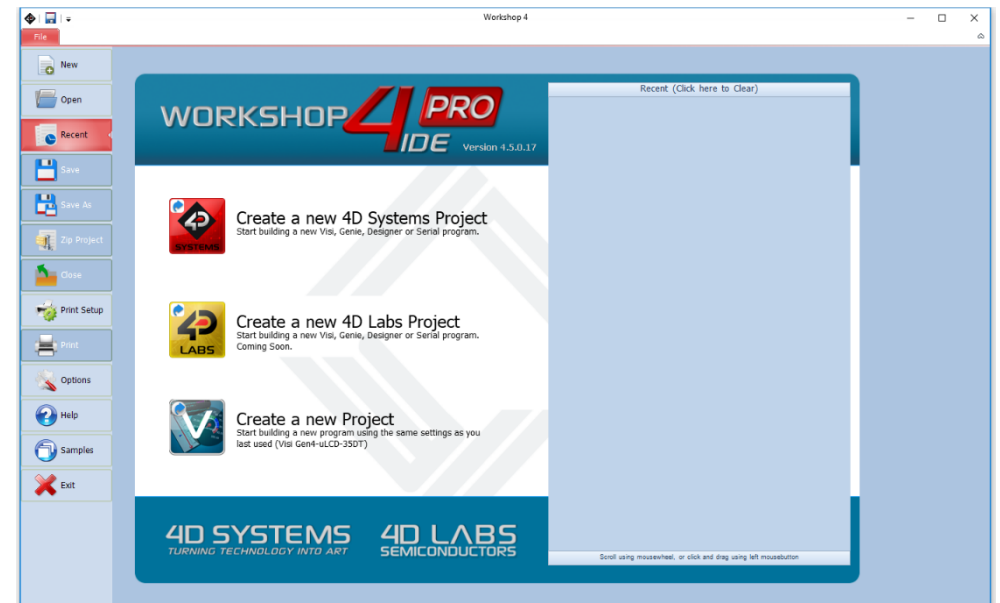 Workshop 4
File
New
Open
Recent
Save
Save As
Zip Project
Close
Print Setup
Print
Options
Help
Samples
Exit
WORKSHOP 4 PRO
IDE Version 4.5.0.17
Create a new 4D Systems Project
Start building a new Visi, Genie, Designer or Serial program.
4D
SYSTEMS
Create a new 4D Labs Project
Start building a new Visi, Genie, Designer or Serial program.
Coming Soon.
4D
LABS
Create a new Project
Start building a new program using the same settings as you
last used (Visi Gen4-uLCD-35DT)
V
4D SYSTEMS
TURNING TECHNOLOGY INTO ART
4D LABS
SEMICONDUCTORS
Recent (Click here to Clear)
Scroll using mousewheel, or click and drag using left mousebutton